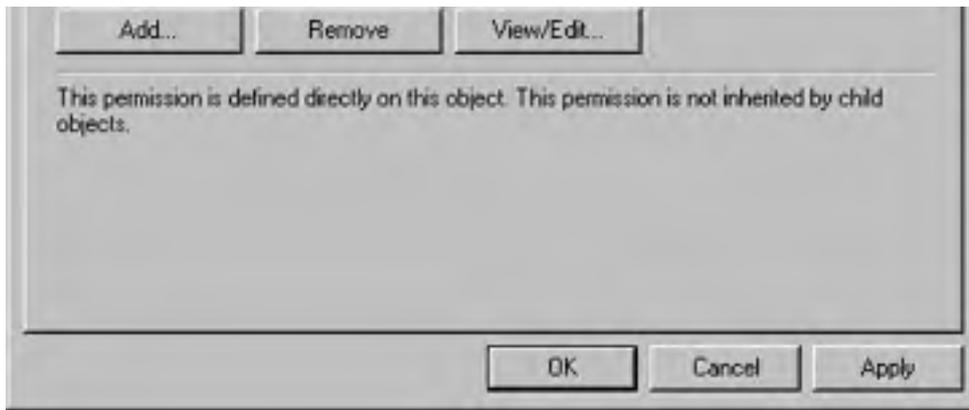 Add... Remove View/Edit...
This permission is defined directly on this object. This permission is not inherited by child
objects.
OK Cancel Apply